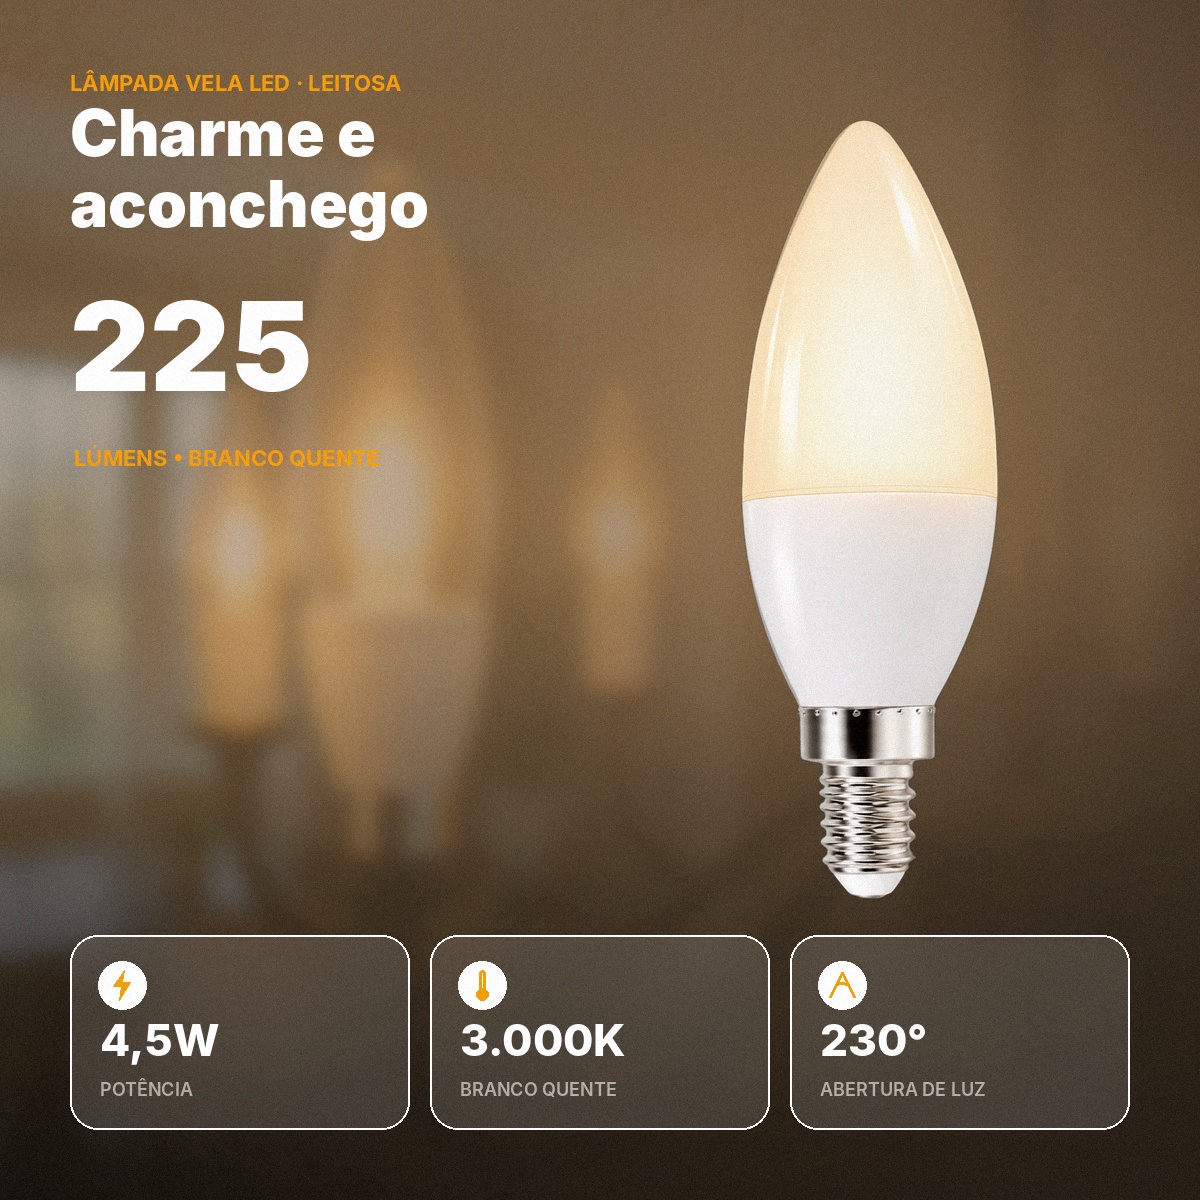 LÂMPADA VELA LED · LEITOSA
Charme e
aconchego
225
LÚMENS • BRANCO QUENTE
4,5W
POTÊNCIA
3.000K
BRANCO QUENTE
230°
ABERTURA DE LUZ